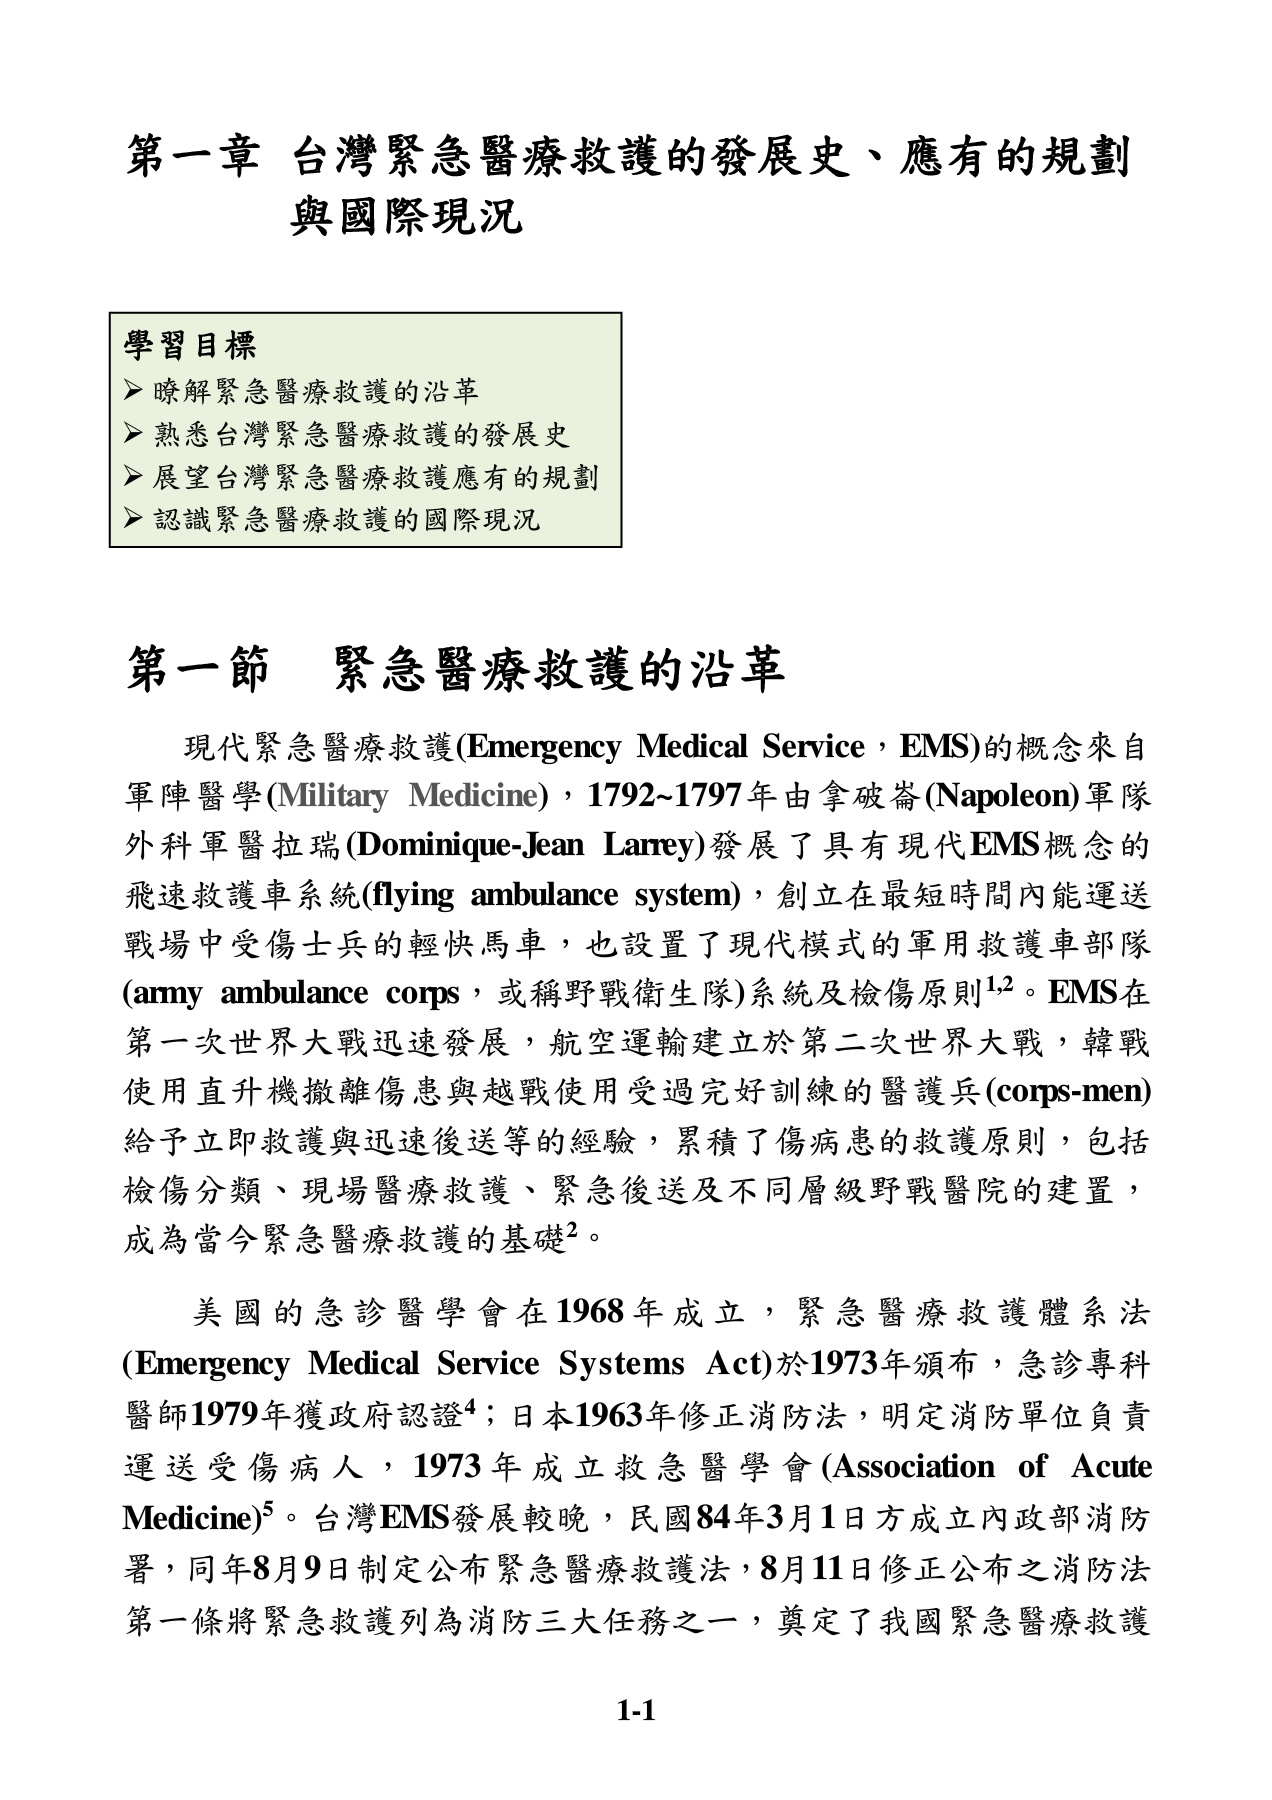 第一章 台灣緊急醫療救護的發展史、應有的規劃
與國際現況
學習目標
➢ 暸解緊急醫療救護的沿革
➢ 熟悉台灣緊急醫療救護的發展史
➢ 展望台灣緊急醫療救護應有的規劃
➢ 認識緊急醫療救護的國際現況
第一節　緊急醫療救護的沿革
現代緊急醫療救護(Emergency Medical Service，EMS)的概念來自
軍陣醫學(Military Medicine)，1792~1797年由拿破崙(Napoleon)軍隊
外科軍醫拉瑞(Dominique-Jean Larrey)發展了具有現代EMS概念的
飛速救護車系統(flying ambulance system)，創立在最短時間內能運送
戰場中受傷士兵的輕快馬車，也設置了現代模式的軍用救護車部隊
(army ambulance corps，或稱野戰衛生隊)系統及檢傷原則1,2。EMS在
第一次世界大戰迅速發展，航空運輸建立於第二次世界大戰，韓戰
使用直升機撤離傷患與越戰使用受過完好訓練的醫護兵(corps-men)
給予立即救護與迅速後送等的經驗，累積了傷病患的救護原則，包括
檢傷分類、現場醫療救護、緊急後送及不同層級野戰醫院的建置，
成為當今緊急醫療救護的基礎2。
美國的急診醫學會在1968年成立，緊急醫療救護體系法
(Emergency Medical Service Systems Act)於1973年頒布，急診專科
醫師1979年獲政府認證4；日本1963年修正消防法，明定消防單位負責
運送受傷病人，1973年成立救急醫學會(Association of Acute
Medicine)5。台灣EMS發展較晚，民國84年3月1日方成立內政部消防
署，同年8月9日制定公布緊急醫療救護法，8月11日修正公布之消防法
第一條將緊急救護列為消防三大任務之一，奠定了我國緊急醫療救護
1-1